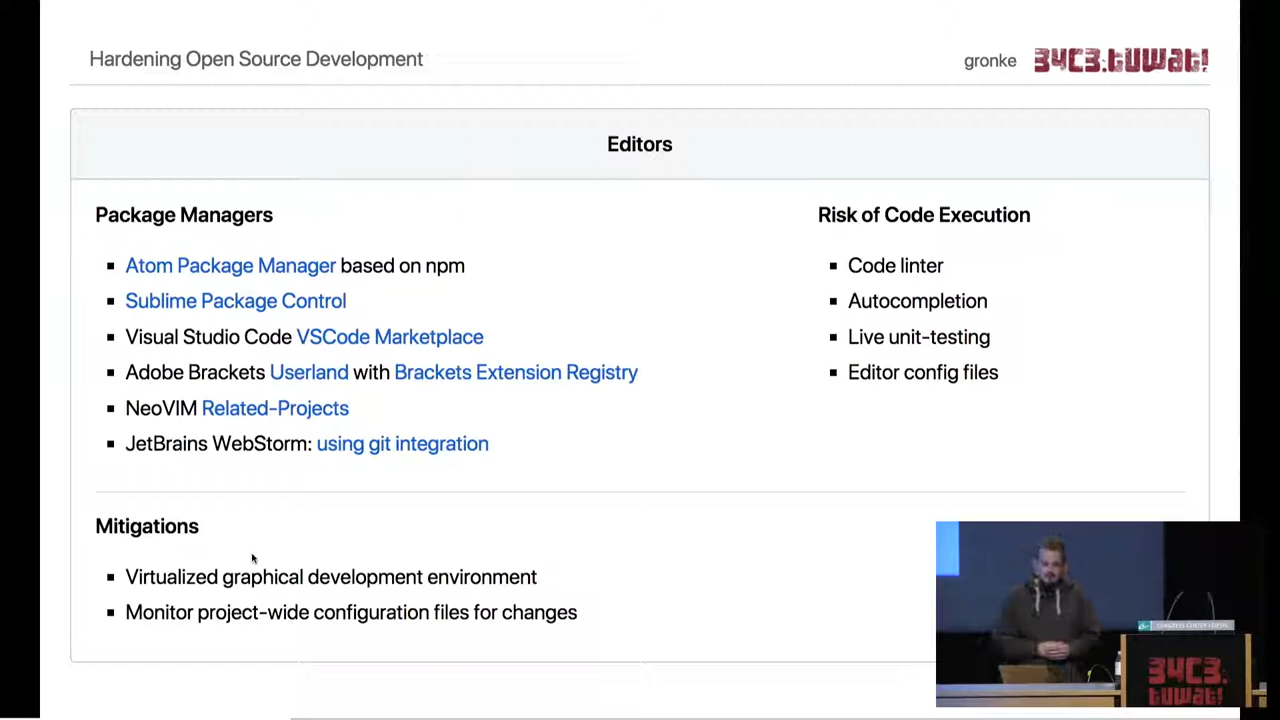 Hardening Open Source Development
gronke
34C3.tuwat!
Editors
Package Managers
Atom Package Manager based on npm
Sublime Package Control
Visual Studio Code VSCode Marketplace
Adobe Brackets Userland with Brackets Extension Registry
NeoVIM Related-Projects
JetBrains WebStorm: using git integration
Risk of Code Execution
Code linter
Autocompletion
Live unit-testing
Editor config files
Mitigations
Virtualized graphical development environment
Monitor project-wide configuration files for changes
CONGRESS CENTER LEIPZIG
34C3.
tuwat!